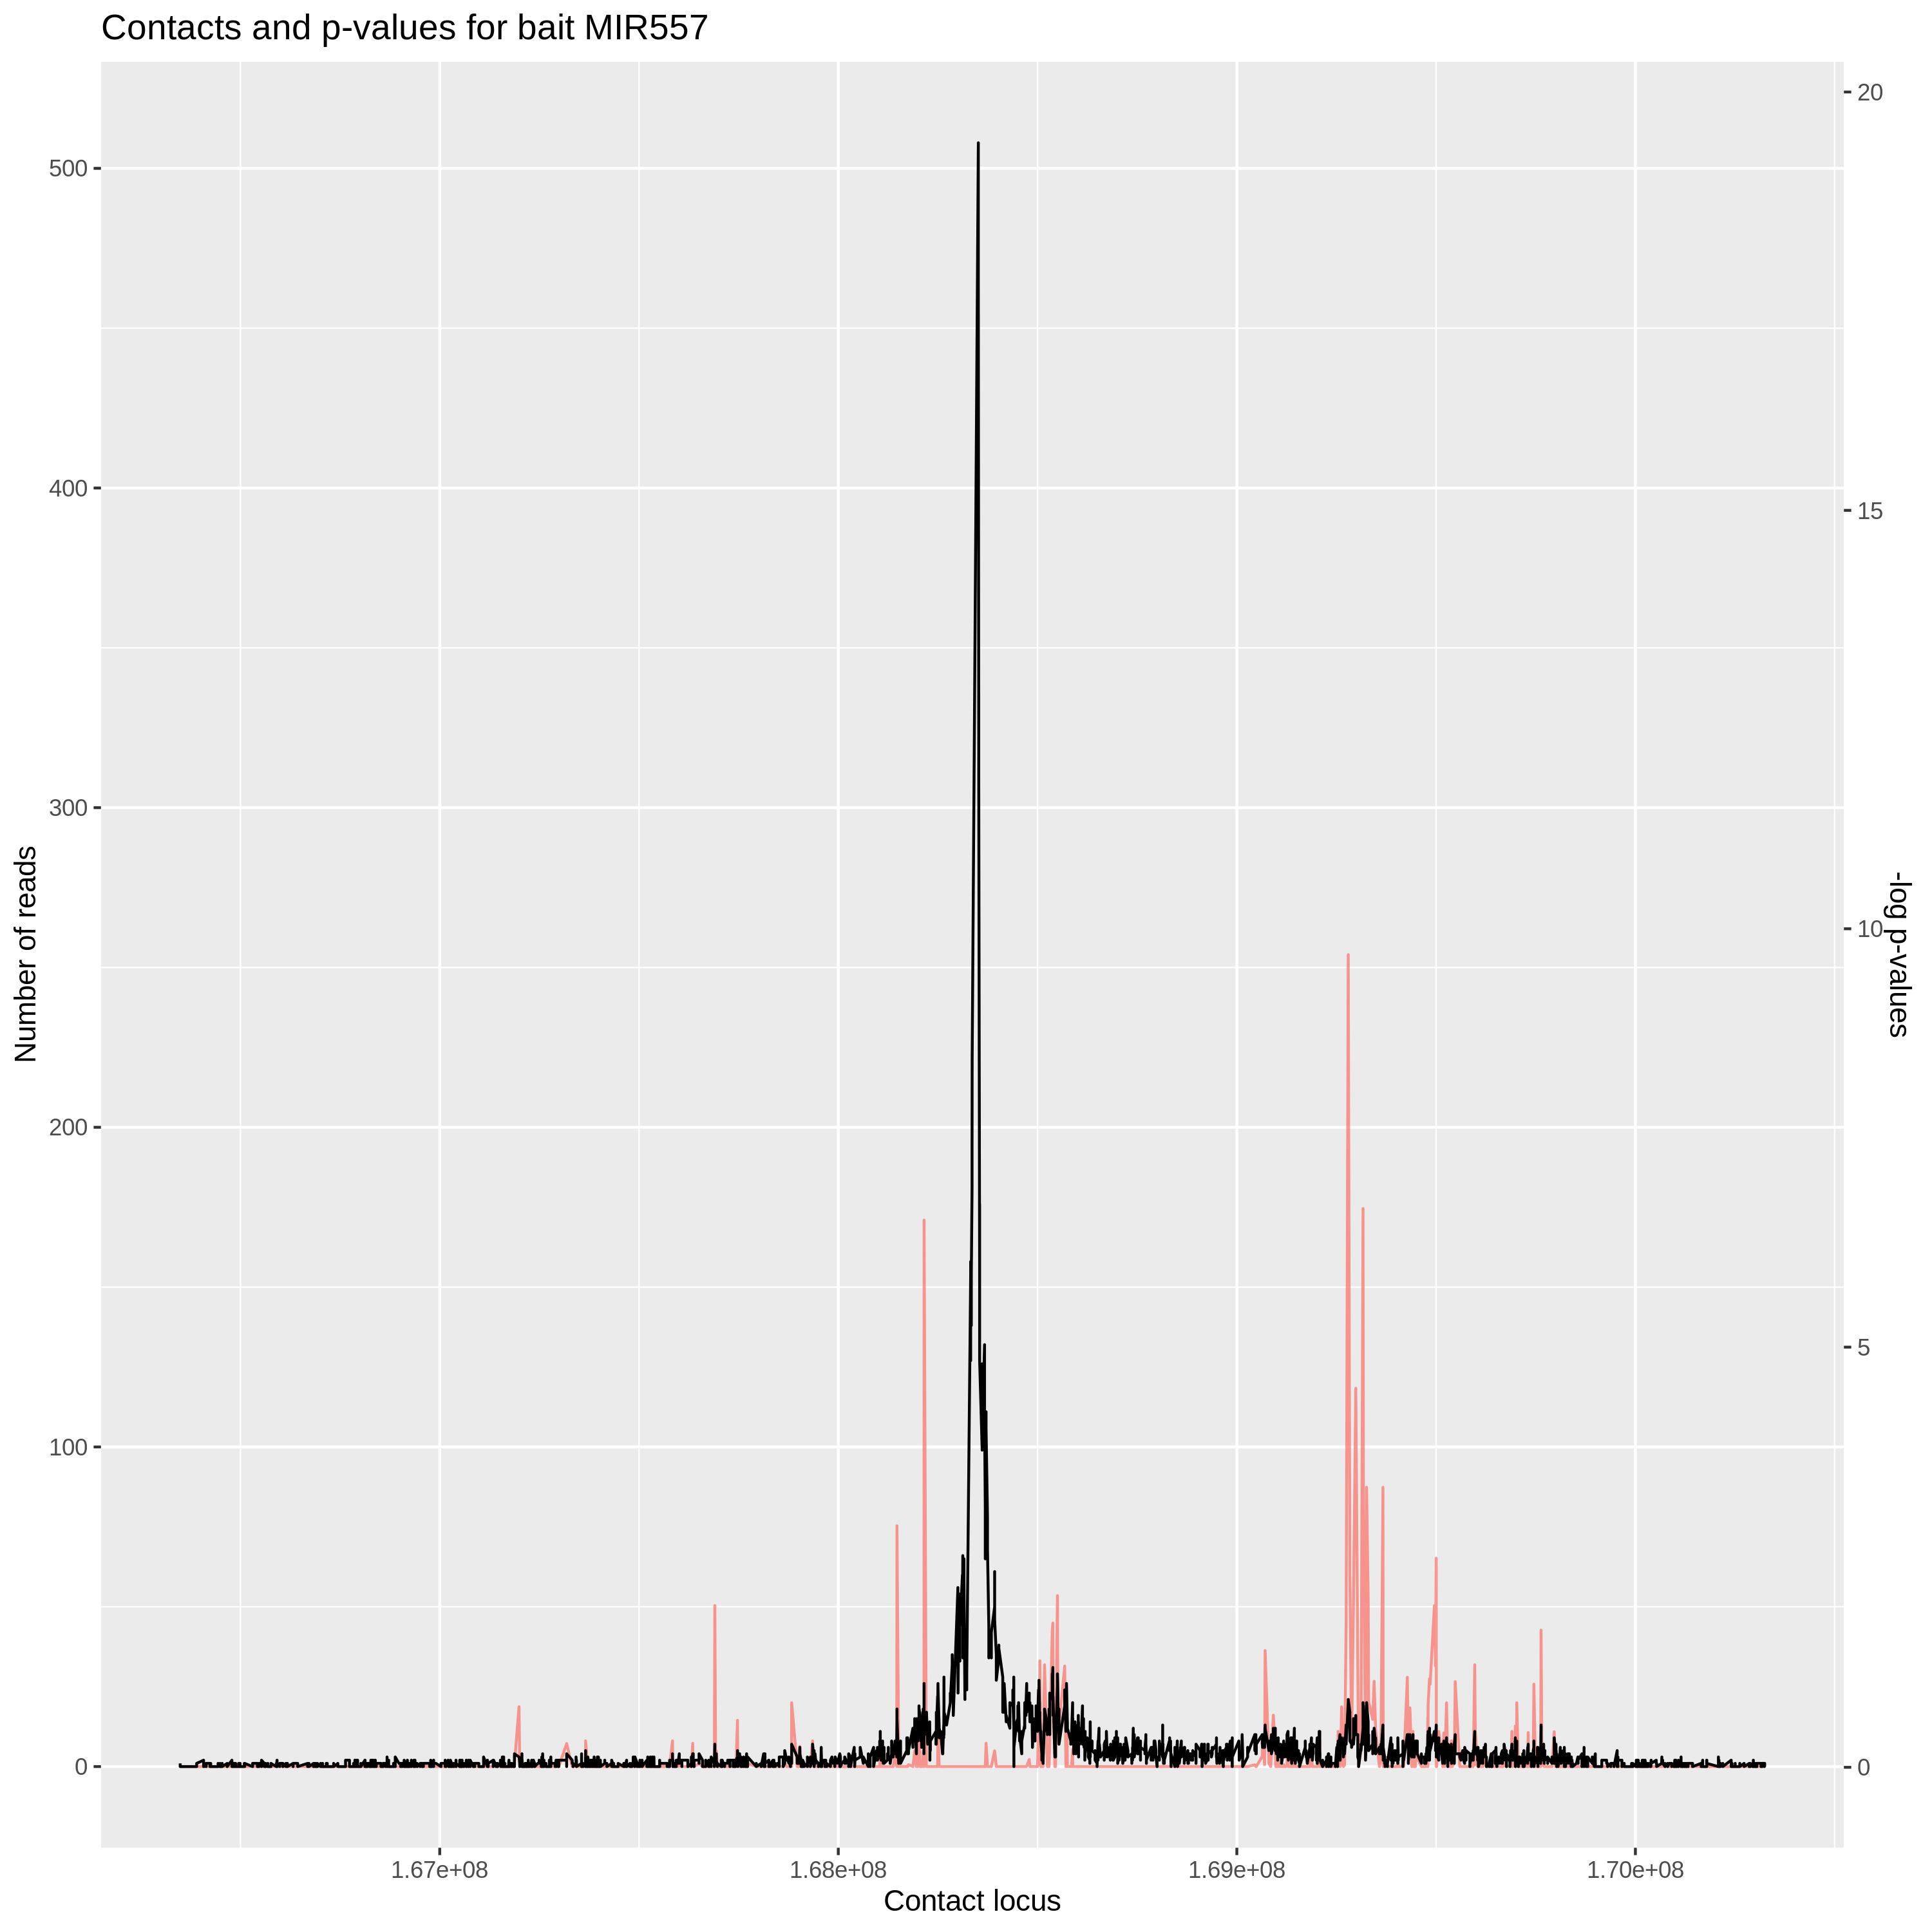 Contacts and p-values for bait MIR557
500
400
300
200
100
0
Number of reads
20
15
10
5
0
-log p-values
1.67e+08 1.68e+08 1.69e+08 1.70e+08
Contact locus